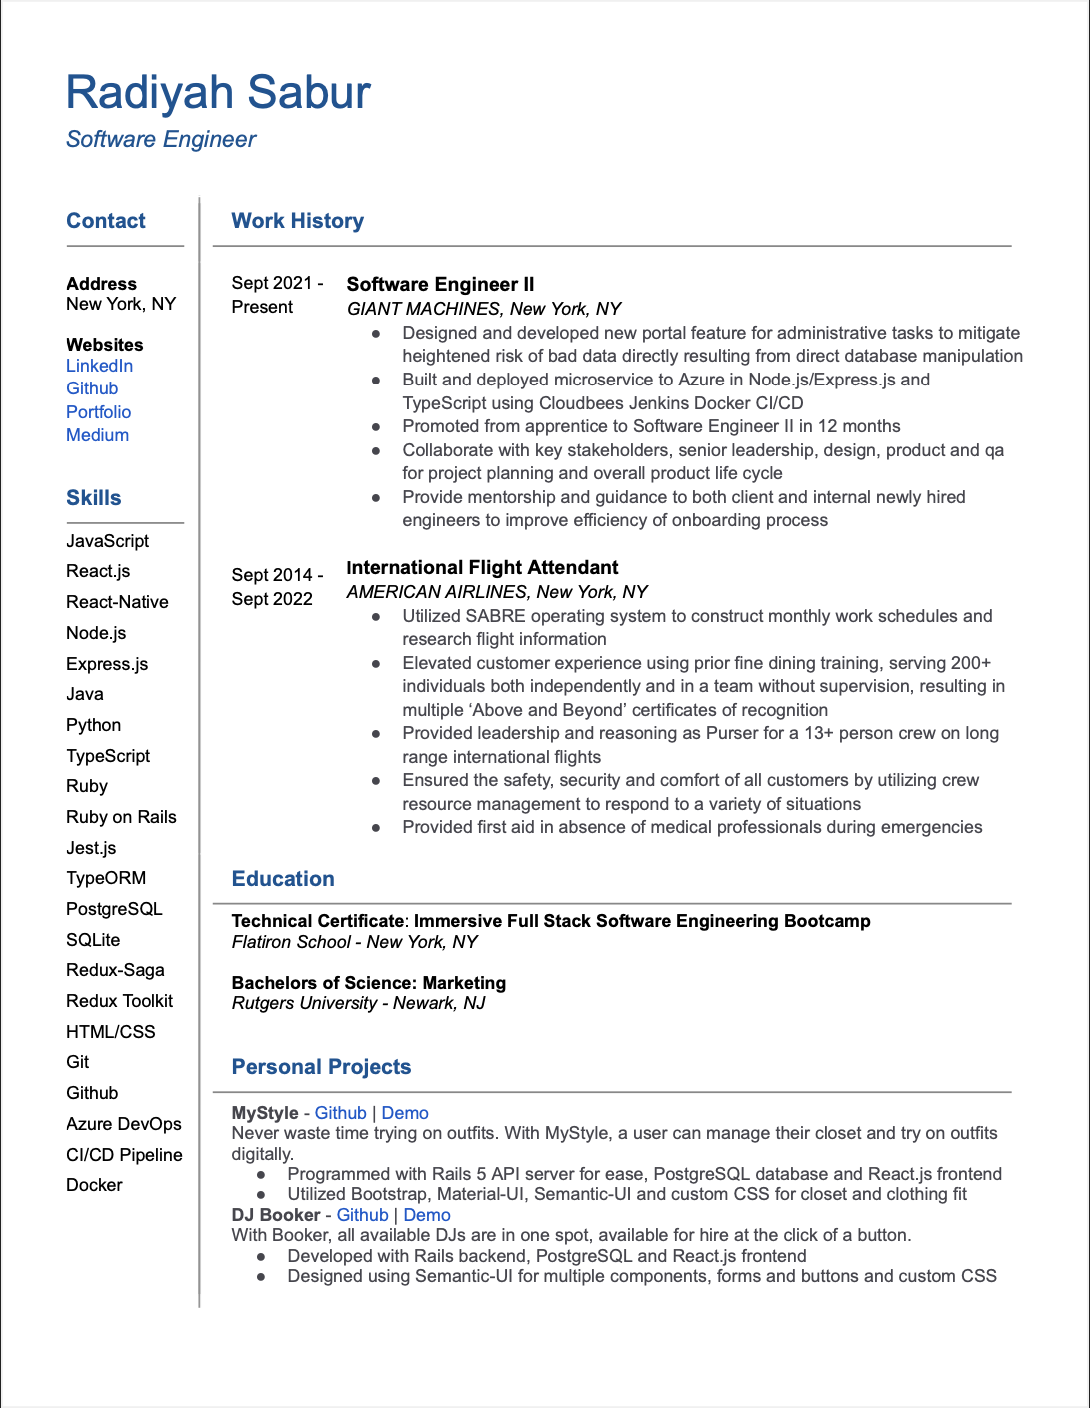 Radiyah Sabur
Software Engineer
Contact
Address
New York, NY
Websites
LinkedIn
Github
Portfolio
Medium
Skills
JavaScript
React.js
React-Native
Node.js
Express.js
Java
Python
TypeScript
Ruby
Ruby on Rails
Jest.js
TypeORM
PostgreSQL
SQLite
Redux-Saga
Redux Toolkit
HTML/CSS
Git
Github
Azure DevOps
CI/CD Pipeline
Docker
Work History
Sept 2021 -
Present
Software Engineer II
GIANT MACHINES, New York, NY
● Designed and developed new portal feature for administrative tasks to mitigate
heightened risk of bad data directly resulting from direct database manipulation
● Built and deployed microservice to Azure in Node.js/Express.js and
TypeScript using Cloudbees Jenkins Docker CI/CD
● Promoted from apprentice to Software Engineer II in 12 months
● Collaborate with key stakeholders, senior leadership, design, product and qa
for project planning and overall product life cycle
● Provide mentorship and guidance to both client and internal newly hired
engineers to improve efficiency of onboarding process
Sept 2014 -
Sept 2022
International Flight Attendant
AMERICAN AIRLINES, New York, NY
● Utilized SABRE operating system to construct monthly work schedules and
research flight information
● Elevated customer experience using prior fine dining training, serving 200+
individuals both independently and in a team without supervision, resulting in
multiple ‘Above and Beyond’ certificates of recognition
● Provided leadership and reasoning as Purser for a 13+ person crew on long
range international flights
● Ensured the safety, security and comfort of all customers by utilizing crew
resource management to respond to a variety of situations
● Provided first aid in absence of medical professionals during emergencies
Education
Technical Certificate: Immersive Full Stack Software Engineering Bootcamp
Flatiron School - New York, NY
Bachelors of Science: Marketing
Rutgers University - Newark, NJ
Personal Projects
MyStyle - Github | Demo
Never waste time trying on outfits. With MyStyle, a user can manage their closet and try on outfits
digitally.
● Programmed with Rails 5 API server for ease, PostgreSQL database and React.js frontend
● Utilized Bootstrap, Material-UI, Semantic-UI and custom CSS for closet and clothing fit
DJ Booker - Github | Demo
With Booker, all available DJs are in one spot, available for hire at the click of a button.
● Developed with Rails backend, PostgreSQL and React.js frontend
● Designed using Semantic-UI for multiple components, forms and buttons and custom CSS